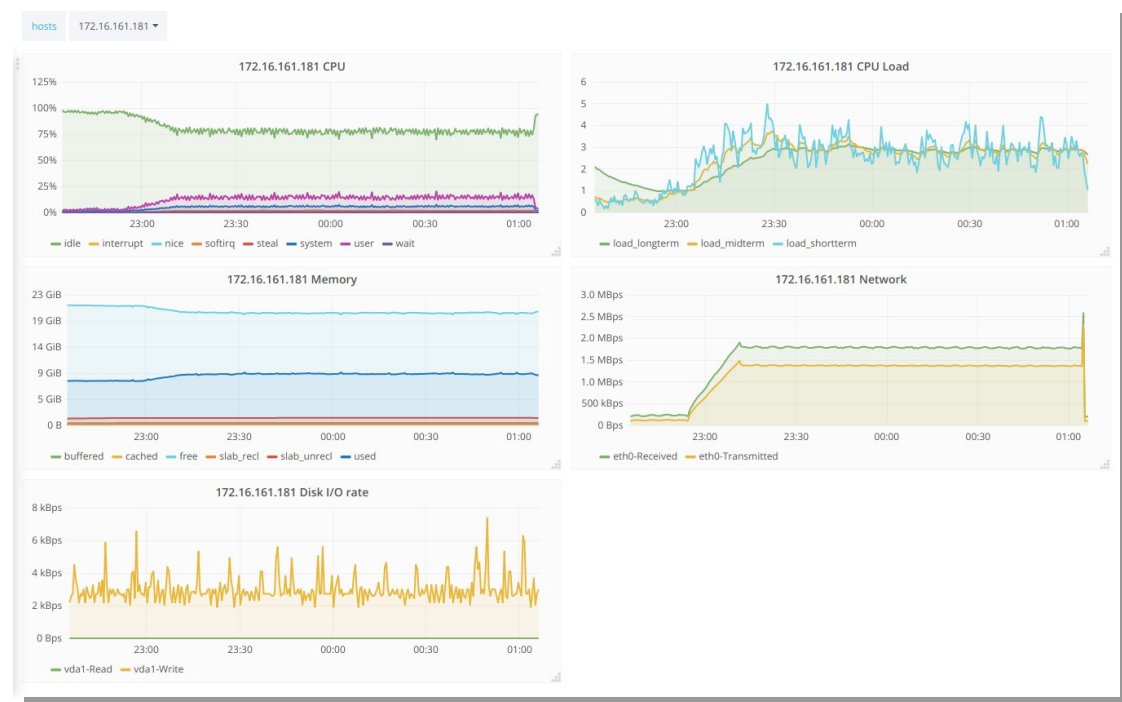 hosts 172.16.161.181
172.16.161.181 CPU
125%
100%
75%
50%
25%
0%
23:00 23:30 00:00 00:30 01:00
idle interrupt nice softirq steal system user wait
172.16.161.181 CPU Load
6
5
4
3
2
1
0
23:00 23:30 00:00 00:30 01:00
load_longterm load_midterm load_shortterm
172.16.161.181 Memory
23 GiB
19 GiB
14 GiB
9 GiB
5 GiB
0 B
23:00 23:30 00:00 00:30 01:00
buffered cached free slab_recl slab_unrecl used
172.16.161.181 Network
3.0 MBps
2.5 MBps
2.0 MBps
1.5 MBps
1.0 MBps
500 kBps
0 Bps
23:00 23:30 00:00 00:30 01:00
eth0-Received eth0-Transmitted
172.16.161.181 Disk I/O rate
8 kBps
6 kBps
4 kBps
2 kBps
0 Bps
23:00 23:30 00:00 00:30 01:00
vda1-Read vda1-Write